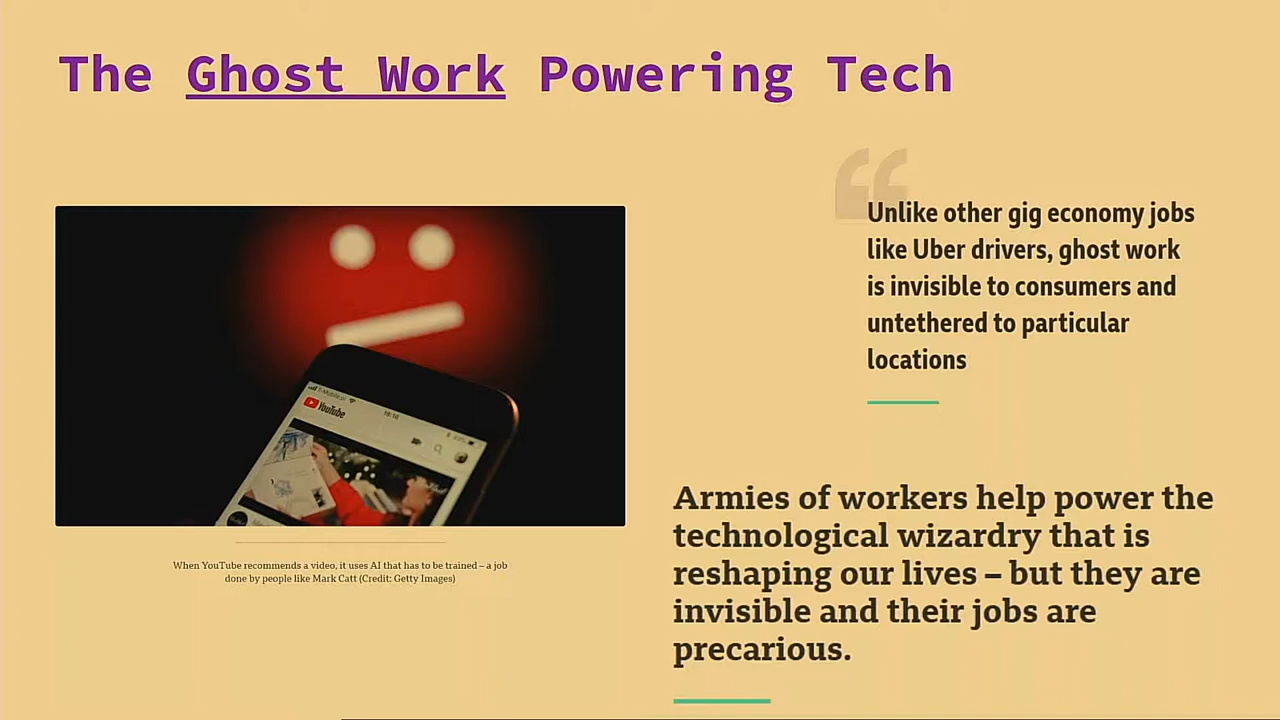 The Ghost Work Powering Tech
Unlike other gig economy jobs
like Uber drivers, ghost work
is invisible to consumers and
untethered to particular
locations
YouTube
When YouTube recommends a video, it uses AI that has to be trained – a job
done by people like Mark Catt (Credit: Getty Images)
Armies of workers help power the
technological wizardry that is
reshaping our lives – but they are
invisible and their jobs are
precarious.